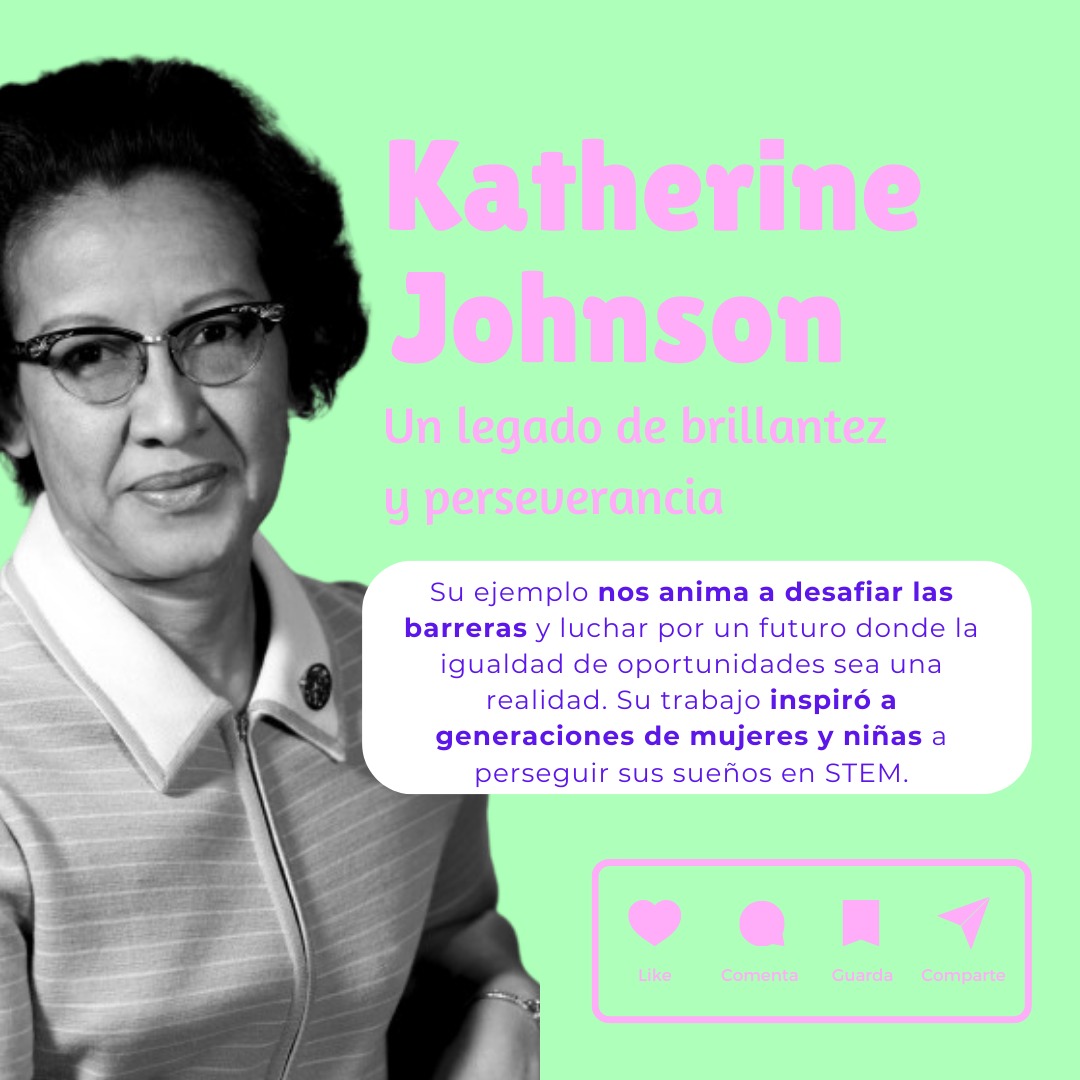 Katherine
Johnson
Un legado de brillantez
y perseverancia
Su ejemplo nos anima a desafiar las
barreras y luchar por un futuro donde la
igualdad de oportunidades sea una
realidad. Su trabajo inspiró a
generaciones de mujeres y niñas a
perseguir sus sueños en STEM.
Like Comenta Guarda Comparte